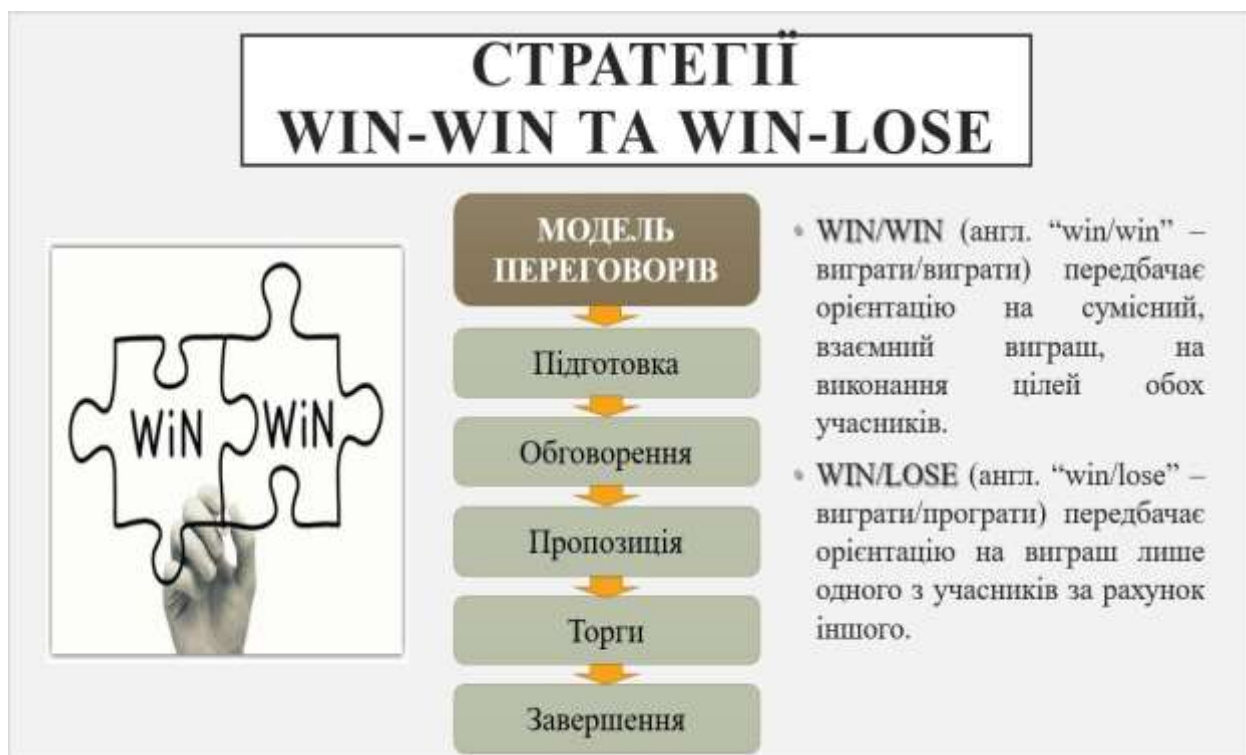 СТРАТЕГІЇ
WIN-WIN ТА WIN-LOSE
WiN WiN
МОДЕЛЬ
ПЕРЕГОВОРІВ
Підготовка
Обговорення
Пропозиція
Торги
Завершення
• WIN/WIN (англ. “win/win” –
виграти/виграти) передбачає
орієнтацію на сумісний,
взаємний виграш, на
виконання цілей обох
учасників.
• WIN/LOSE (англ. “win/lose” –
виграти/програти) передбачає
орієнтацію на виграш лише
одного з учасників за рахунок
іншого.